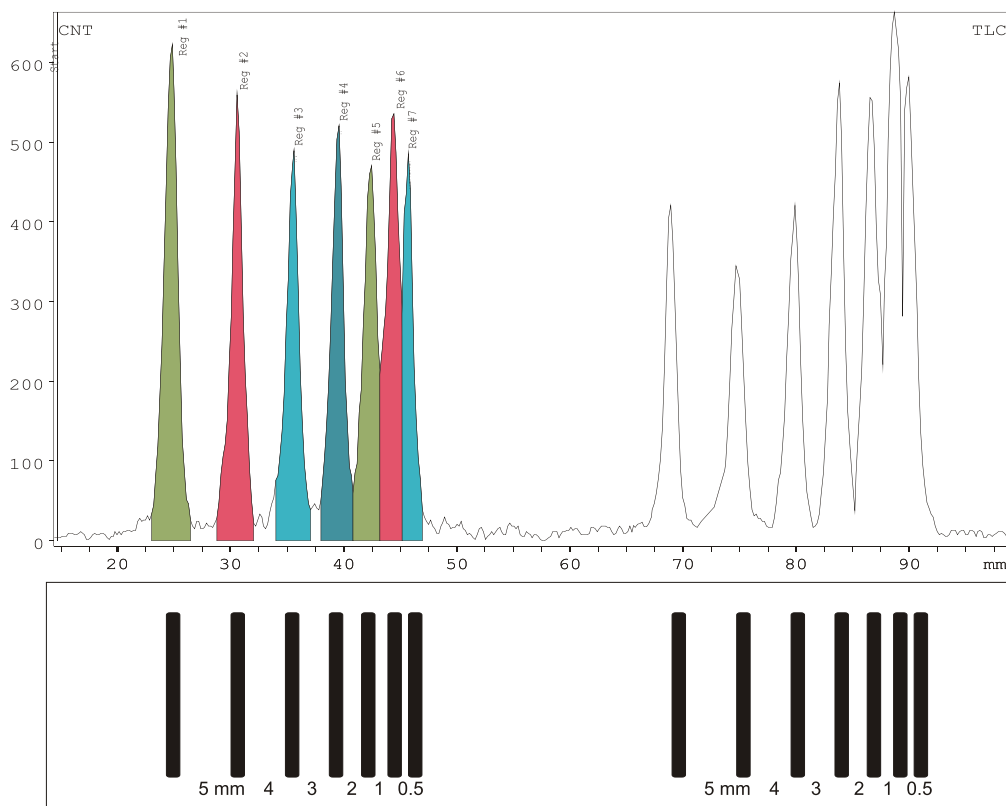 CNT
TLC
Start
Reg #1
Reg #2
Reg #3
Reg #4
Reg #5
Reg #6
Reg #7
600
500
400
300
200
100
0
20 30 40 50 60 70 80 90 mm
5 mm 4 3 2 1 0.5 5 mm 4 3 2 1 0.5